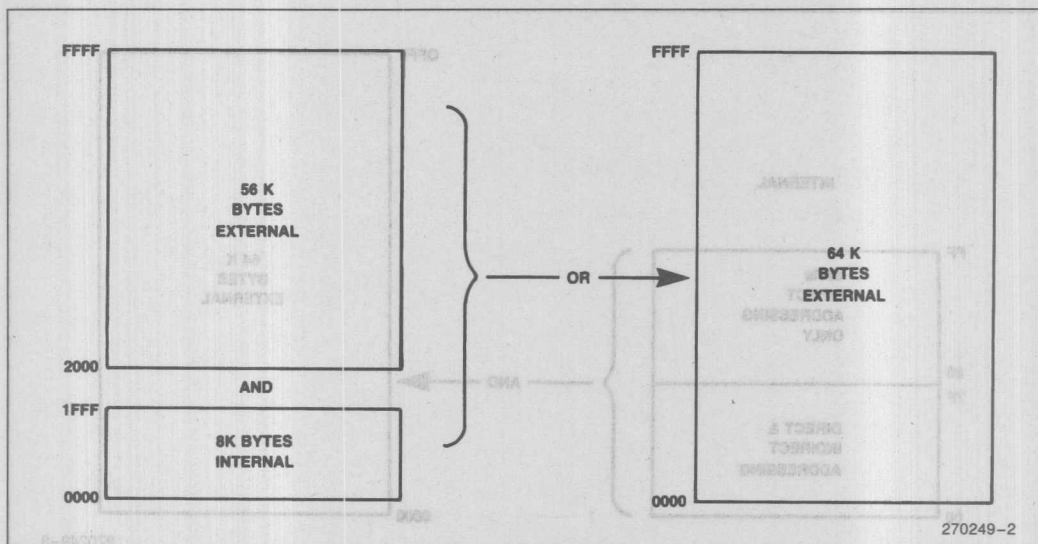 FFFF
56 K
BYTES
EXTERNAL
2000
AND
1FFF
8K BYTES
INTERNAL
0000
OR
FFFF
64 K
BYTES
EXTERNAL
0000
270249-2